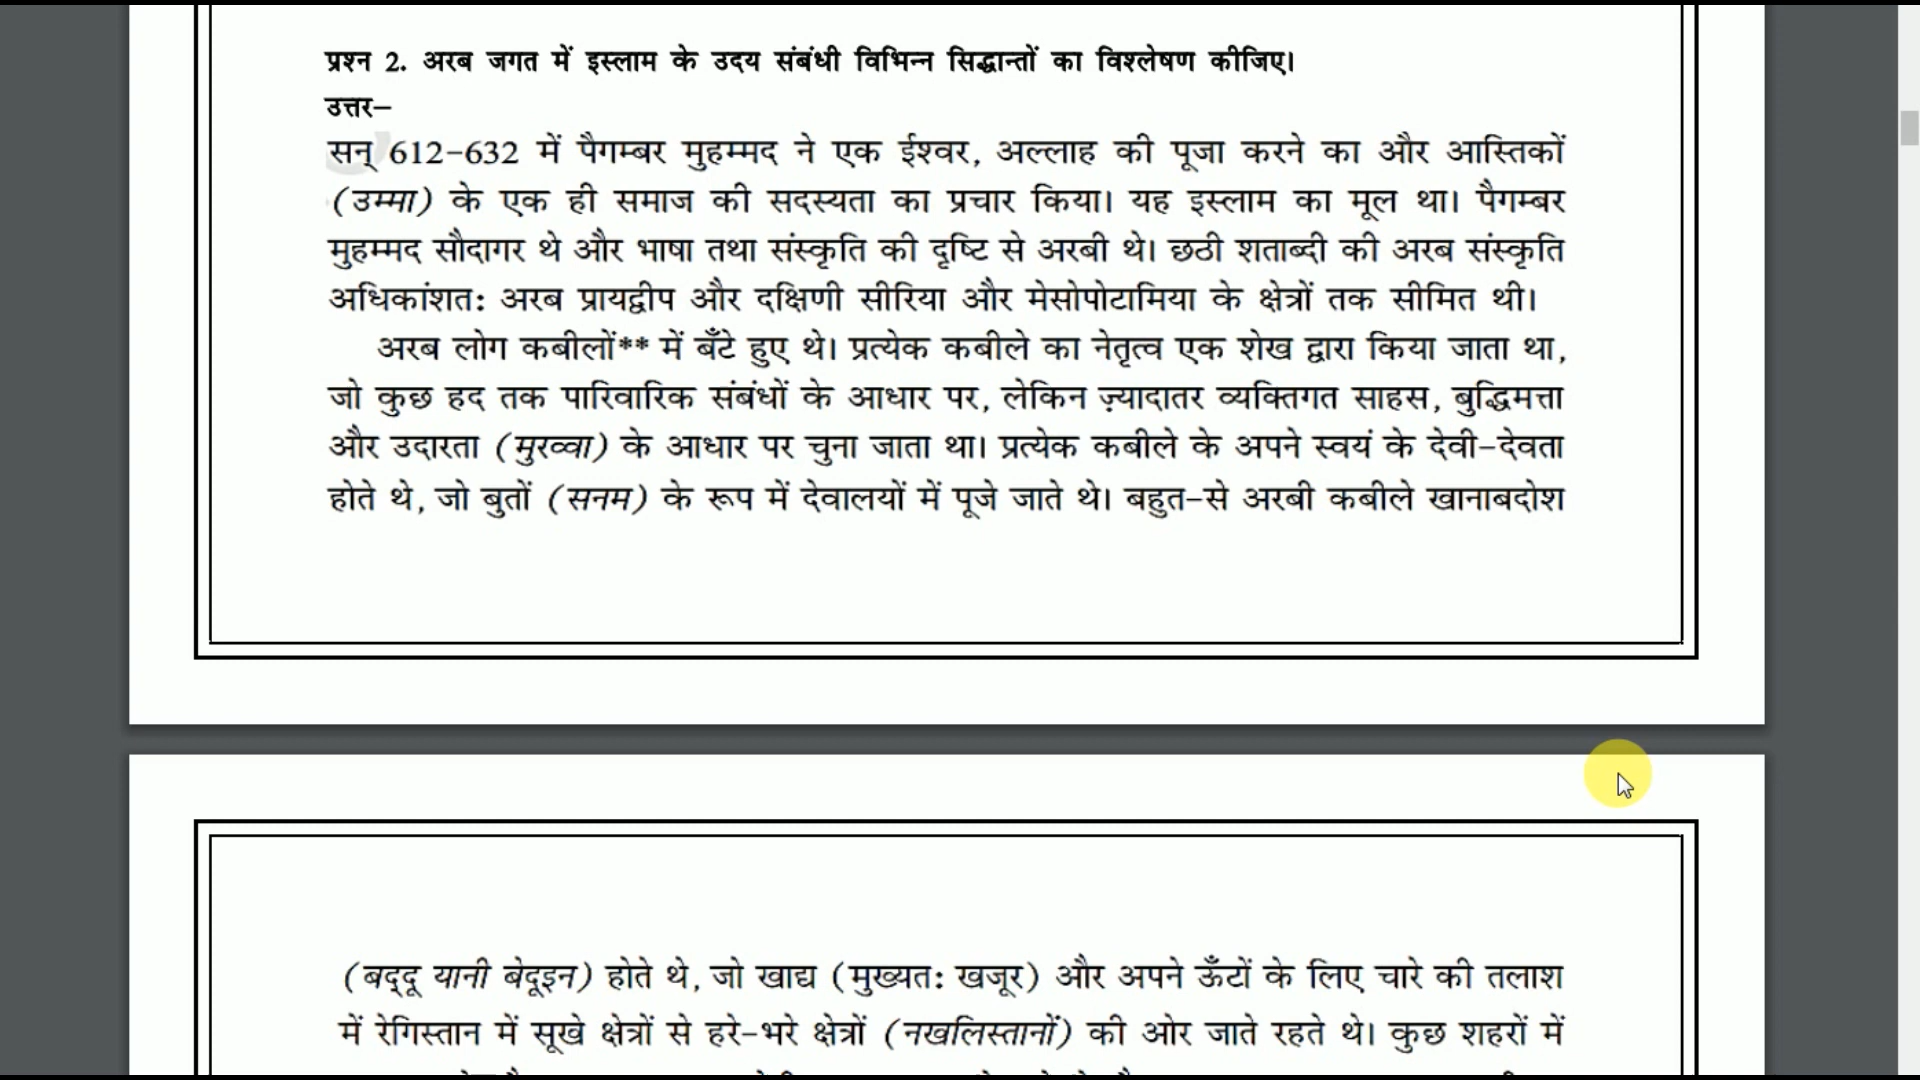 प्रश्न 2. अरब जगत में इस्लाम के उदय संबंधी विभिन्न सिद्धान्तों का विश्लेषण कीजिए।
उत्तर–
सन् 612-632 में पैगम्बर मुहम्मद ने एक ईश्वर, अल्लाह की पूजा करने का और आस्तिकों
(उम्मा) के एक ही समाज की सदस्यता का प्रचार किया। यह इस्लाम का मूल था। पैगम्बर
मुहम्मद सौदागर थे और भाषा तथा संस्कृति की दृष्टि से अरबी थे। छठी शताब्दी की अरब संस्कृति
अधिकांशत: अरब प्रायद्वीप और दक्षिणी सीरिया और मेसोपोटामिया के क्षेत्रों तक सीमित थी।
अरब लोग कबीलों** में बँटे हुए थे। प्रत्येक कबीले का नेतृत्व एक शेख द्वारा किया जाता था,
जो कुछ हद तक पारिवारिक संबंधों के आधार पर, लेकिन ज़्यादातर व्यक्तिगत साहस, बुद्धिमत्ता
और उदारता (मुरव्वा) के आधार पर चुना जाता था। प्रत्येक कबीले के अपने स्वयं के देवी-देवता
होते थे, जो बुतों (सनम) के रूप में देवालयों में पूजे जाते थे। बहुत-से अरबी कबीले खानाबदोश
(बद्दू यानी बेदूइन) होते थे, जो खाद्य (मुख्यत: खजूर) और अपने ऊँटों के लिए चारे की तलाश
में रेगिस्तान में सूखे क्षेत्रों से हरे-भरे क्षेत्रों (नखलिस्तानों) की ओर जाते रहते थे। कुछ शहरों में